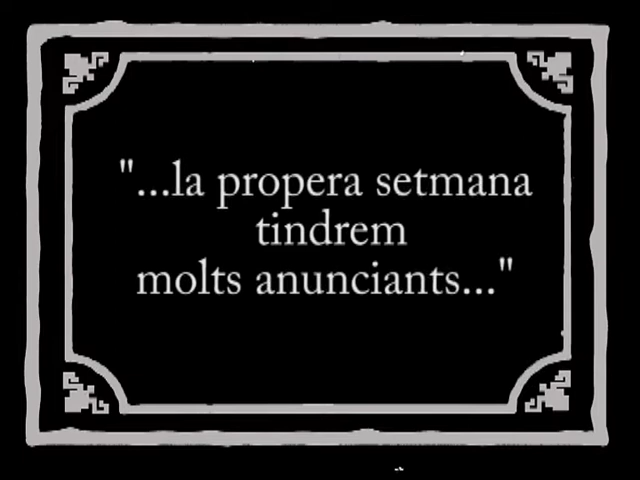 "...la propera setmana
tindrem
molts anunciants..."